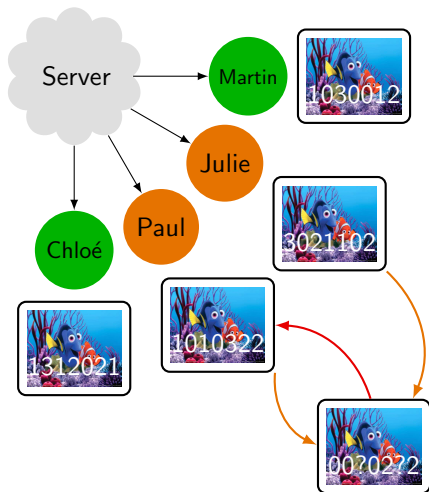 Server
Martin
1030012
Julie
Paul
3021102
Chloé
1010322
1312021
00?02?2